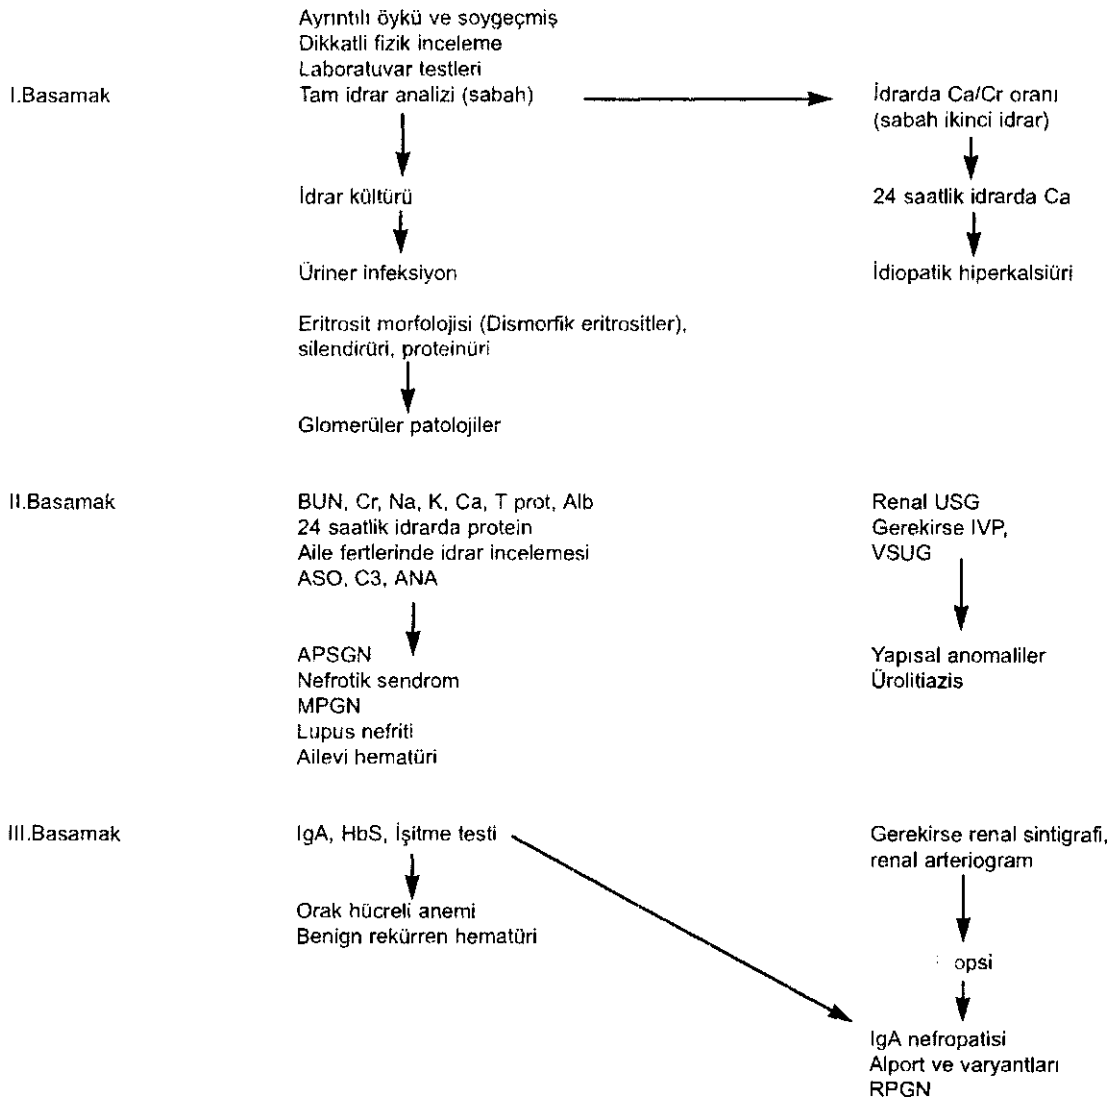 Ayrıntılı öykü ve soygeçmiş
Dikkatli fizik inceleme
Laboratuvar testleri
I.Basamak
Tam idrar analizi (sabah)
İdrarda Ca/Cr oranı
(sabah ikinci idrar)
İdrar kültürü
24 saatlik idrarda Ca
Üriner infeksiyon
İdiopatik hiperkalsiüri
Eritrosit morfolojisi (Dismorfik eritrositler),
silendirüri, proteinüri
Glomerüler patolojiler
II.Basamak
BUN, Cr, Na, K, Ca, T prot, Alb
24 saatlik idrarda protein
Aile fertlerinde idrar incelemesi
ASO, C3, ANA
Renal USG
Gerekirse IVP,
VSUG
APSGN
Nefrotik sendrom
MPGN
Lupus nefriti
Ailevi hematüri
Yapısal anomaliler
Ürolitiazis
III.Basamak
IgA, HbS, İşitme testi
Gerekirse renal sintigrafi,
renal arteriogram
Orak hücreli anemi
Benign rekürren hematüri
opsi
IgA nefropatisi
Alport ve varyantları
RPGN